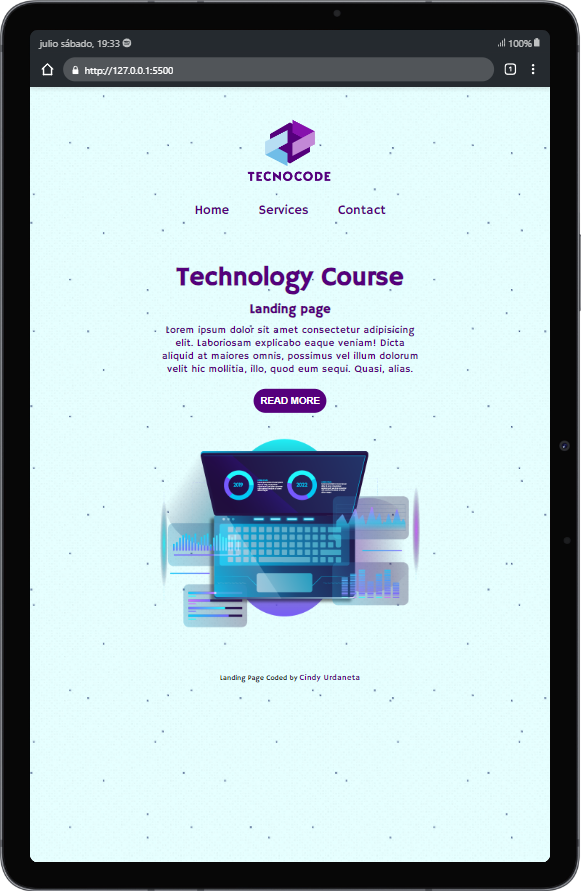 julio sábado, 19:33
100%
http://127.0.0.1:5500
1
TECNOCODE
Home Services Contact
Technology Course
Landing page
Lorem ipsum dolor sit amet consectetur adipisicing
elit. Laboriosam explicabo eaque veniam! Dicta
aliquid at maiores omnis, possimus vel illum dolorum
velit hic mollitia, illo, quod eum sequi. Quasi, alias.
READ MORE
2019 2022
Landing Page Coded by Cindy Urdaneta